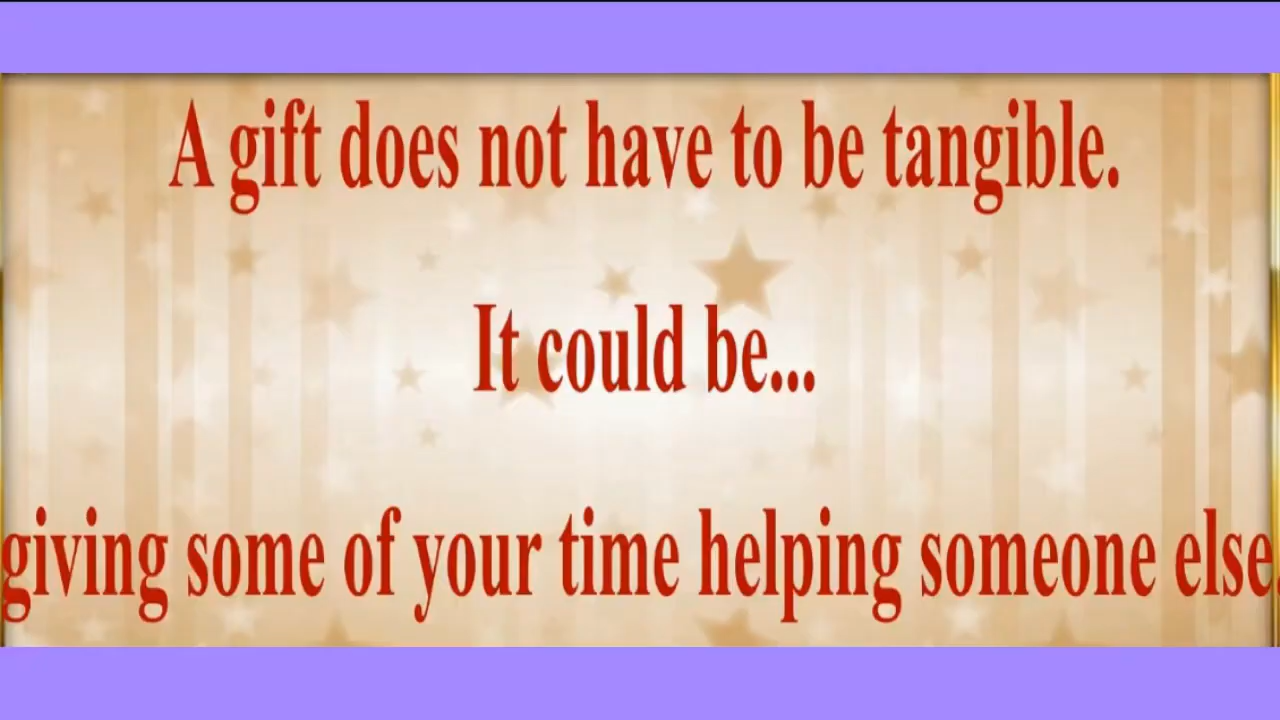 A gift does not have to be tangible.
It could be...
giving some of your time helping someone else.